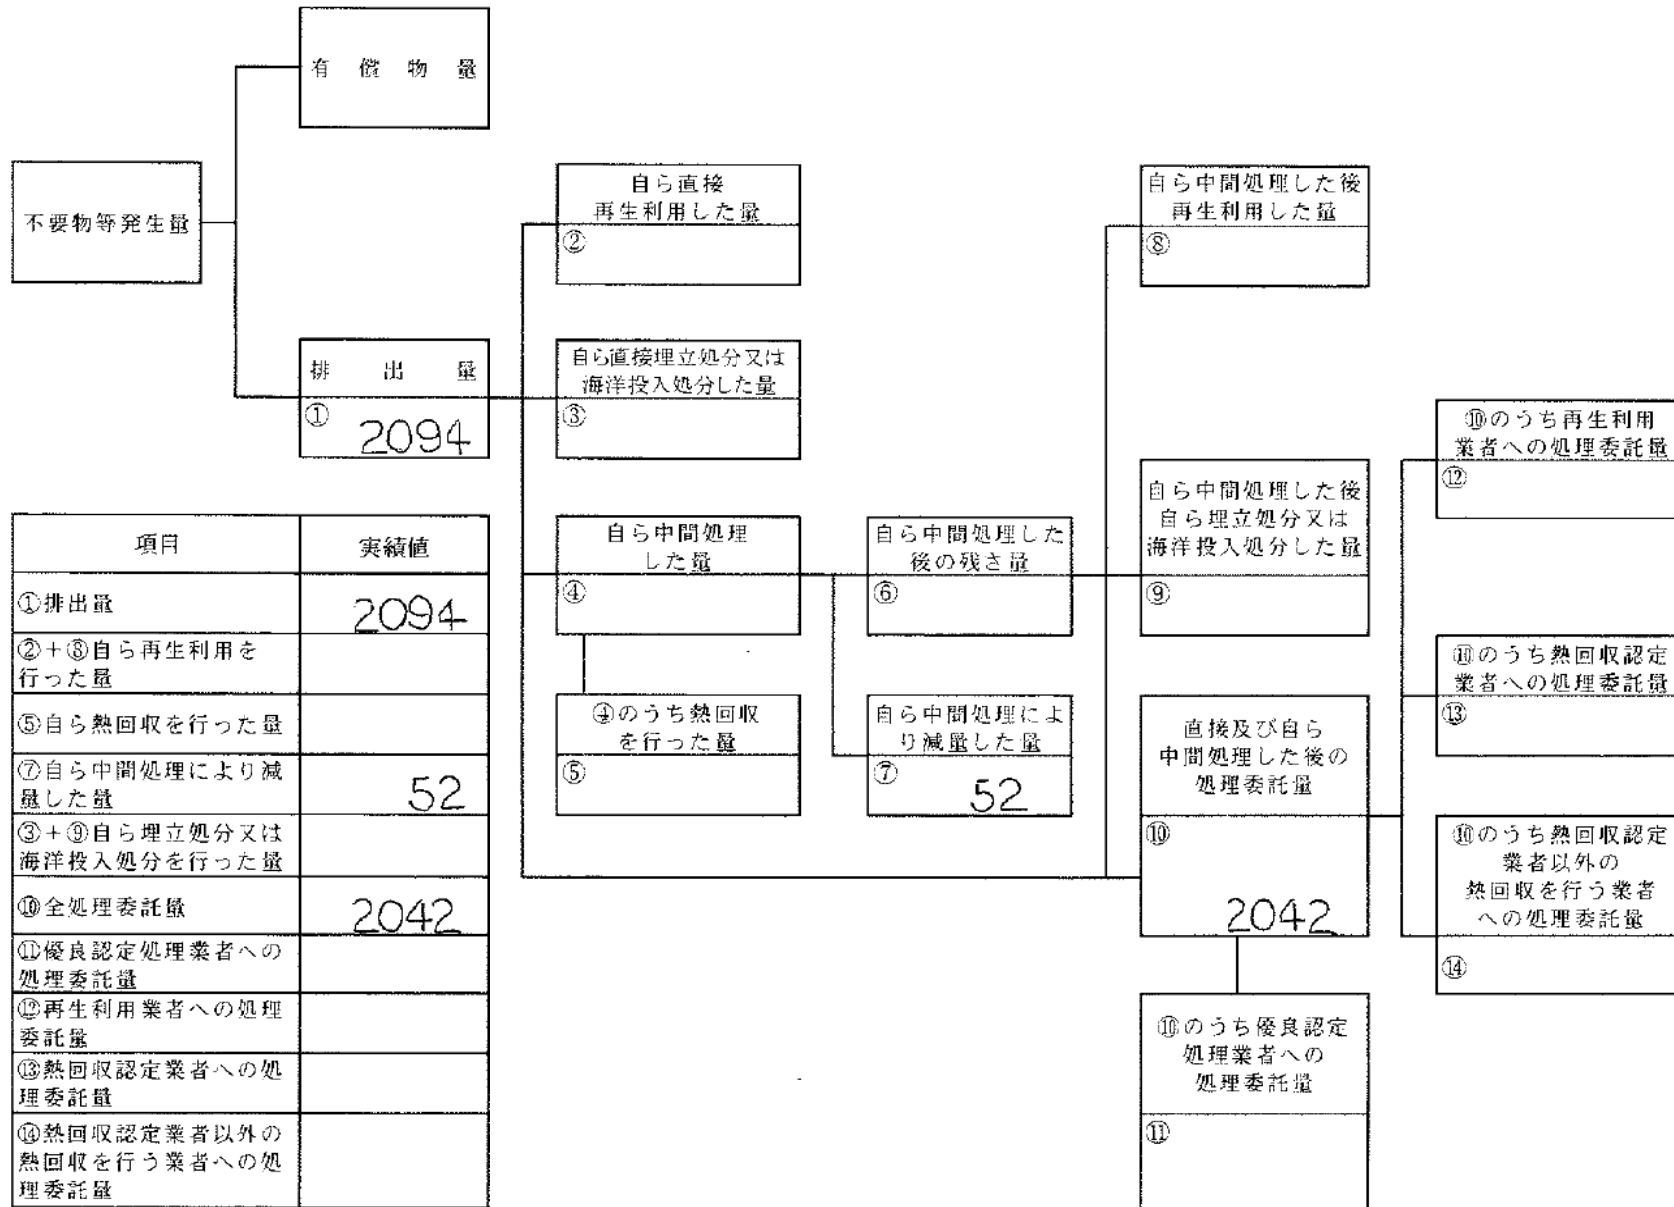 有償物量
不要物等発生量
排出量
①
2094
自ら直接
再生利用した量
②
自ら直接埋立処分又は
海洋投入処分した量
③
自ら中間処理
した量
④
④のうち熱回収
を行った量
⑤
自ら中間処理した
後の残さ量
⑥
自ら中間処理によ
り減量した量
⑦
52
自ら中間処理した後
再生利用した量
⑧
自ら中間処理した後
自ら埋立処分又は
海洋投入処分した量
⑨
直接及び自ら
中間処理した後の
処理委託量
⑩
2042
⑩のうち優良認定
処理業者への
処理委託量
⑪
⑩のうち再生利用
業者への処理委託量
⑫
⑩のうち熱回収認定
業者への処理委託量
⑬
⑩のうち熱回収認定
業者以外の
熱回収を行う業者
への処理委託量
⑭
項目 実績値
①排出量 2094
②+⑧自ら再生利用を
行った量
⑤自ら熱回収を行った量
⑦自ら中間処理により減
量した量 52
③+⑨自ら埋立処分又は
海洋投入処分を行った量
⑩全処理委託量 2042
⑪優良認定処理業者への
処理委託量
⑫再生利用業者への処理
委託量
⑬熱回収認定業者への処
理委託量
⑭熱回収認定業者以外の
熱回収を行う業者への処
理委託量